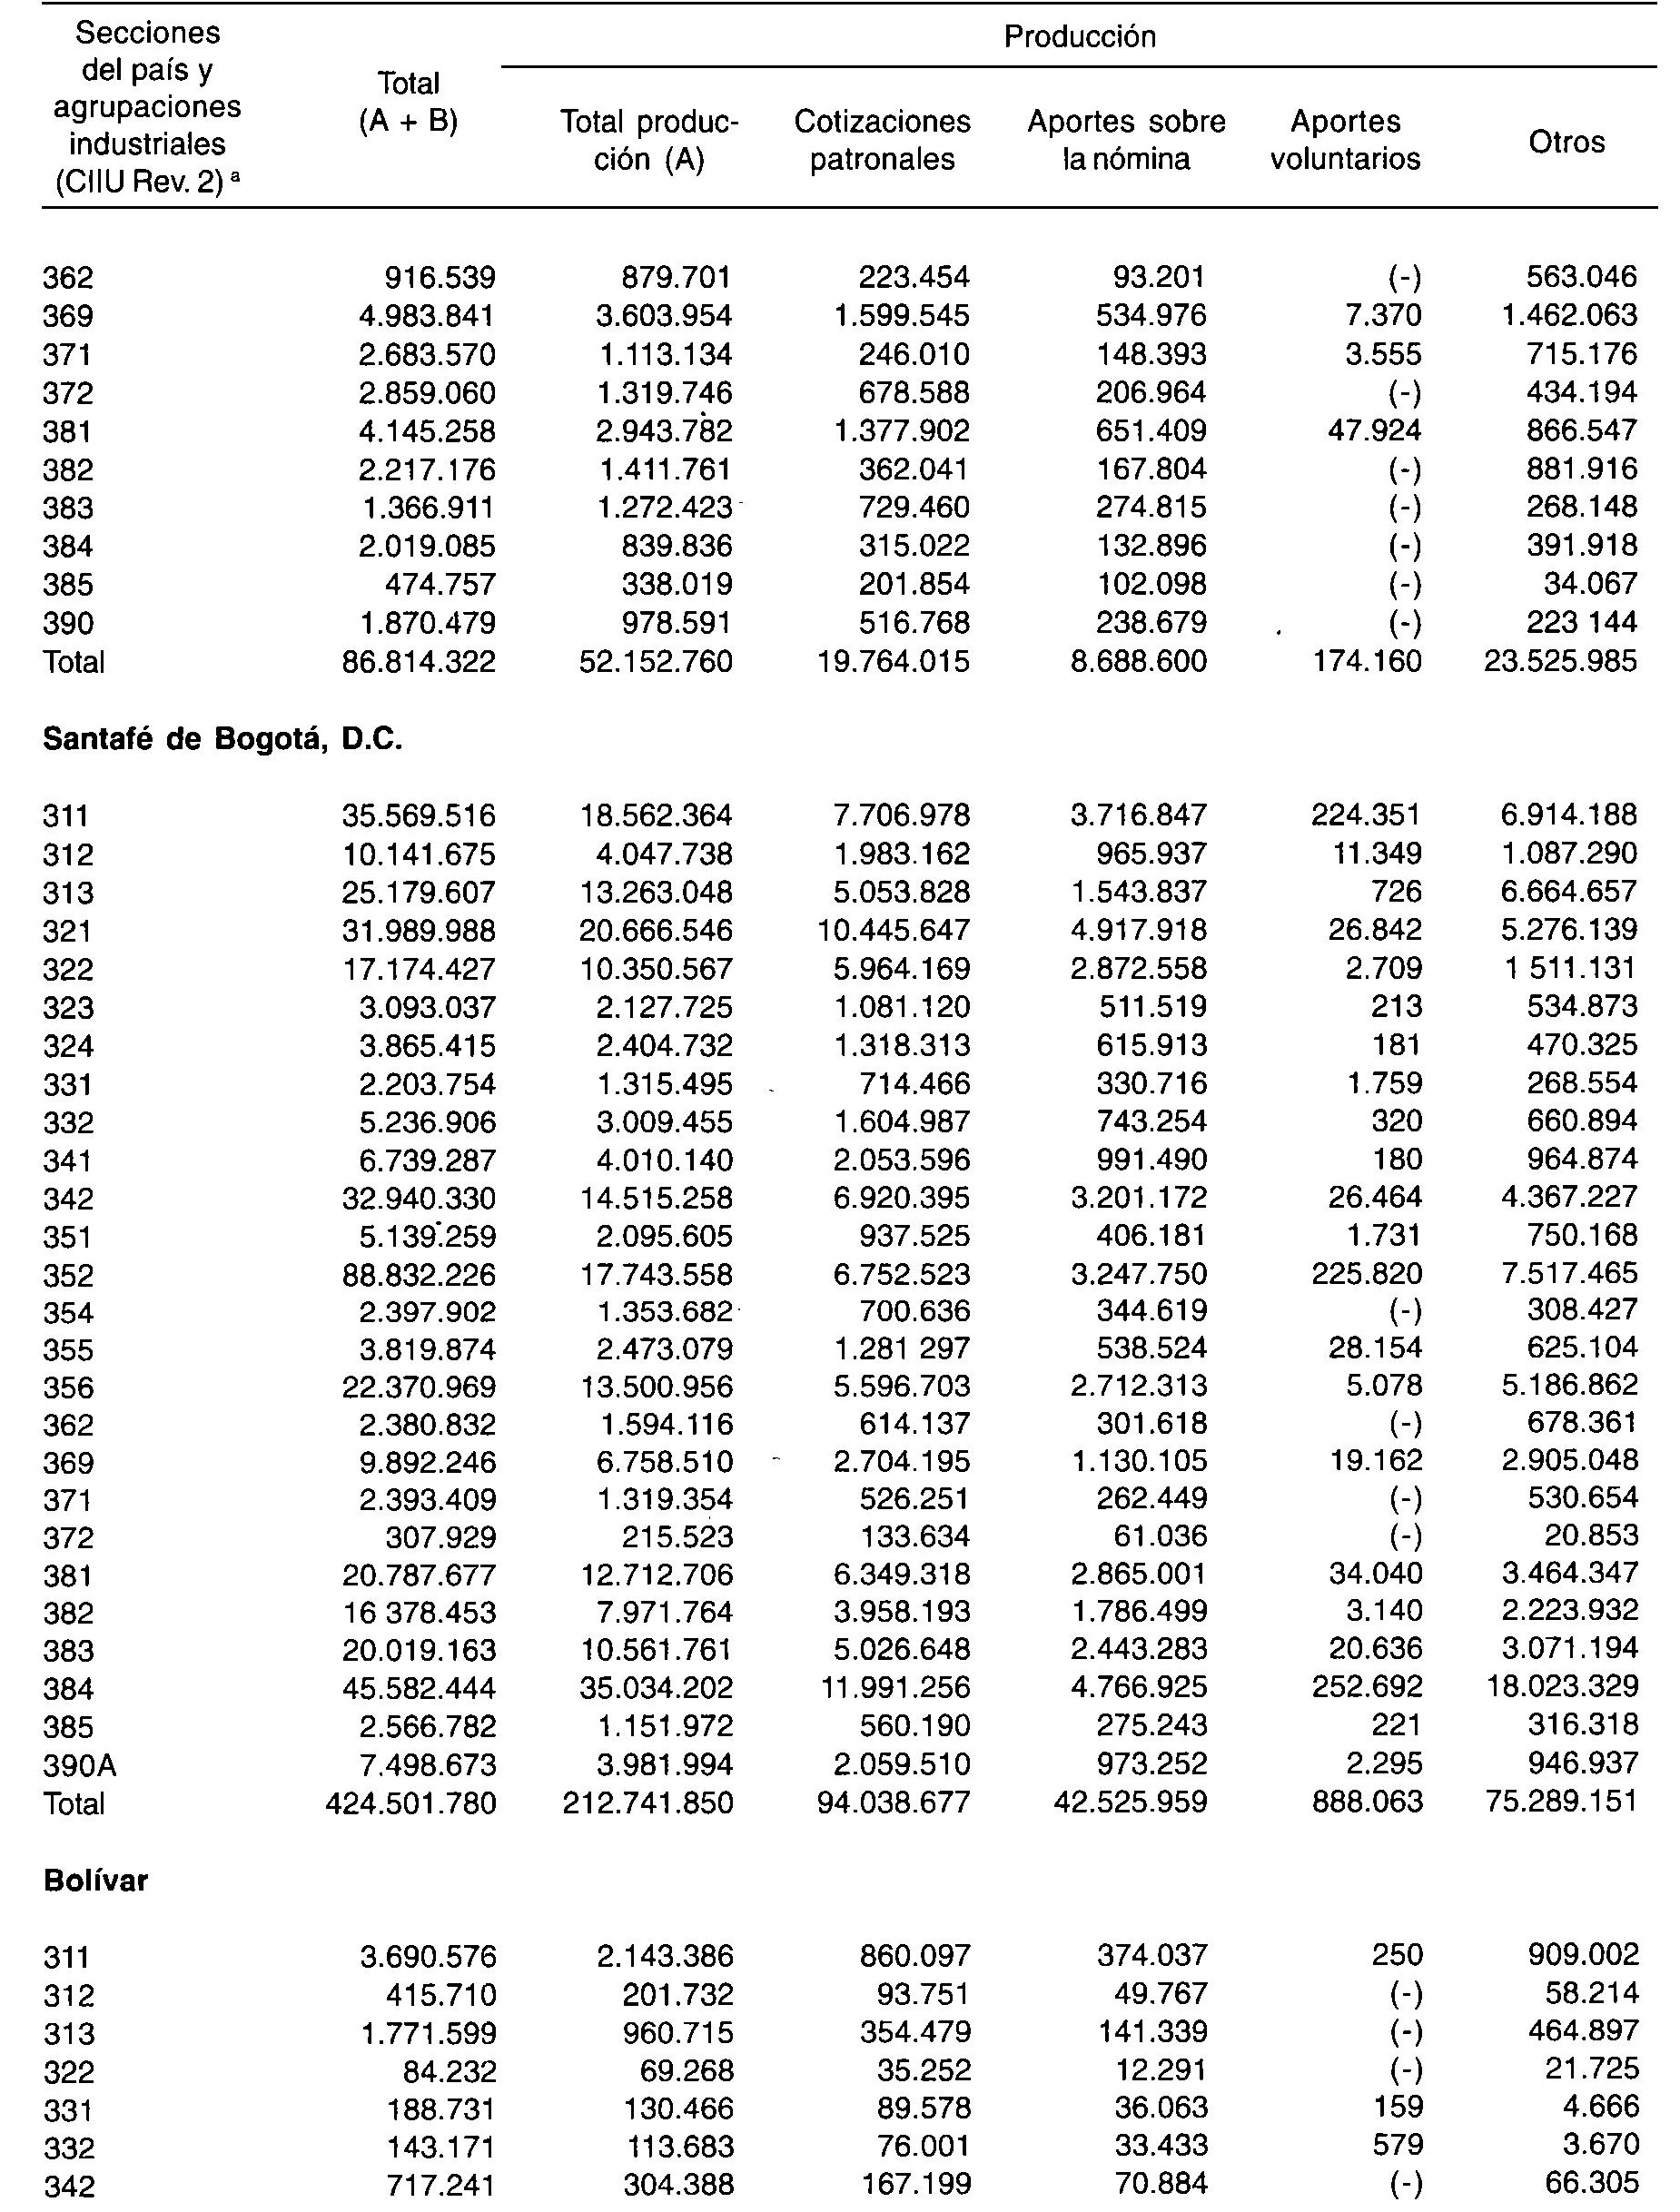 Secciones
del país y
agrupaciones
industriales
(CIIU Rev. 2) a
Total
(A + B)
Producción
Total produc-
ción (A)
Cotizaciones
patronales
Aportes sobre
la nómina
Aportes
voluntarios
Otros
362 916.539 879.701 223.454 93.201 (-) 563.046
369 4.983.841 3.603.954 1.599.545 534.976 7.370 1.462.063
371 2.683.570 1.113.134 246.010 148.393 3.555 715.176
372 2.859.060 1.319.746 678.588 206.964 (-) 434.194
381 4.145.258 2.943.782 1.377.902 651.409 47.924 866.547
382 2.217.176 1.411.761 362.041 167.804 (-) 881.916
383 1.366.911 1.272.423 729.460 274.815 (-) 268.148
384 2.019.085 839.836 315.022 132.896 (-) 391.918
385 474.757 338.019 201.854 102.098 (-) 34.067
390 1.870.479 978.591 516.768 238.679 (-) 223 144
Total 86.814.322 52.152.760 19.764.015 8.688.600 174.160 23.525.985
Santafé de Bogotá, D.C.
311 35.569.516 18.562.364 7.706.978 3.716.847 224.351 6.914.188
312 10.141.675 4.047.738 1.983.162 965.937 11.349 1.087.290
313 25.179.607 13.263.048 5.053.828 1.543.837 726 6.664.657
321 31.989.988 20.666.546 10.445.647 4.917.918 26.842 5.276.139
322 17.174.427 10.350.567 5.964.169 2.872.558 2.709 1 511.131
323 3.093.037 2.127.725 1.081.120 511.519 213 534.873
324 3.865.415 2.404.732 1.318.313 615.913 181 470.325
331 2.203.754 1.315.495 714.466 330.716 1.759 268.554
332 5.236.906 3.009.455 1.604.987 743.254 320 660.894
341 6.739.287 4.010.140 2.053.596 991.490 180 964.874
342 32.940.330 14.515.258 6.920.395 3.201.172 26.464 4.367.227
351 5.139.259 2.095.605 937.525 406.181 1.731 750.168
352 88.832.226 17.743.558 6.752.523 3.247.750 225.820 7.517.465
354 2.397.902 1.353.682 700.636 344.619 (-) 308.427
355 3.819.874 2.473.079 1.281 297 538.524 28.154 625.104
356 22.370.969 13.500.956 5.596.703 2.712.313 5.078 5.186.862
362 2.380.832 1.594.116 614.137 301.618 (-) 678.361
369 9.892.246 6.758.510 2.704.195 1.130.105 19.162 2.905.048
371 2.393.409 1.319.354 526.251 262.449 (-) 530.654
372 307.929 215.523 133.634 61.036 (-) 20.853
381 20.787.677 12.712.706 6.349.318 2.865.001 34.040 3.464.347
382 16 378.453 7.971.764 3.958.193 1.786.499 3.140 2.223.932
383 20.019.163 10.561.761 5.026.648 2.443.283 20.636 3.071.194
384 45.582.444 35.034.202 11.991.256 4.766.925 252.692 18.023.329
385 2.566.782 1.151.972 560.190 275.243 221 316.318
390A 7.498.673 3.981.994 2.059.510 973.252 2.295 946.937
Total 424.501.780 212.741.850 94.038.677 42.525.959 888.063 75.289.151
Bolívar
311 3.690.576 2.143.386 860.097 374.037 250 909.002
312 415.710 201.732 93.751 49.767 (-) 58.214
313 1.771.599 960.715 354.479 141.339 (-) 464.897
322 84.232 69.268 35.252 12.291 (-) 21.725
331 188.731 130.466 89.578 36.063 159 4.666
332 143.171 113.683 76.001 33.433 579 3.670
342 717.241 304.388 167.199 70.884 (-) 66.305